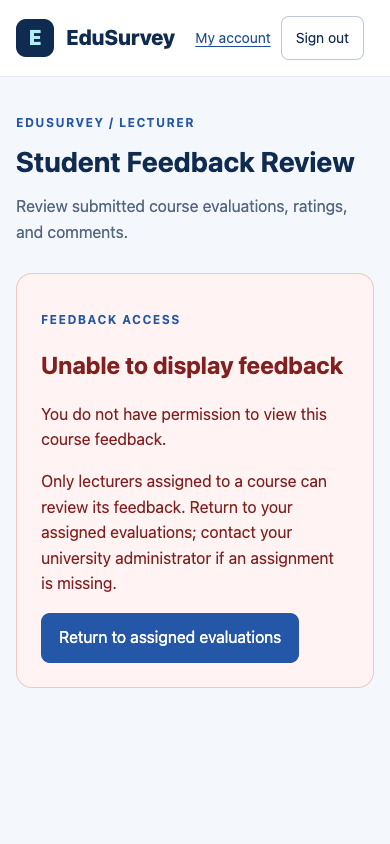 E EduSurvey My account Sign out
EDUSURVEY / LECTURER
Student Feedback Review
Review submitted course evaluations, ratings,
and comments.
FEEDBACK ACCESS
Unable to display feedback
You do not have permission to view this
course feedback.
Only lecturers assigned to a course can
review its feedback. Return to your
assigned evaluations; contact your
university administrator if an assignment
is missing.
Return to assigned evaluations